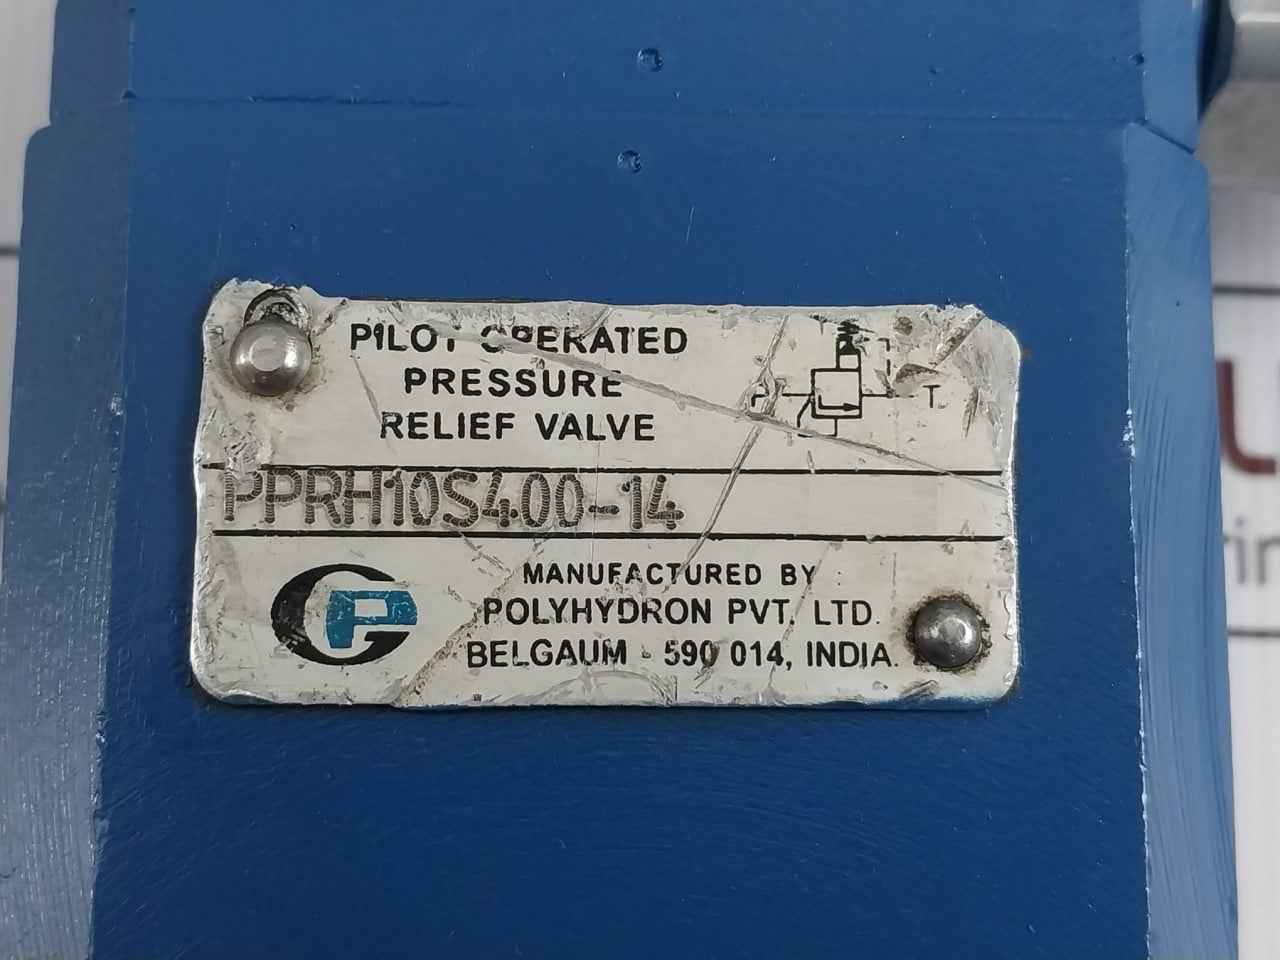 PILOT OPERATED
PRESSURE
RELIEF VALVE
T
PPRH10S400-14
MANUFACTURED BY :
POLYHYDRON PVT. LTD.
BELGAUM - 590 014, INDIA.